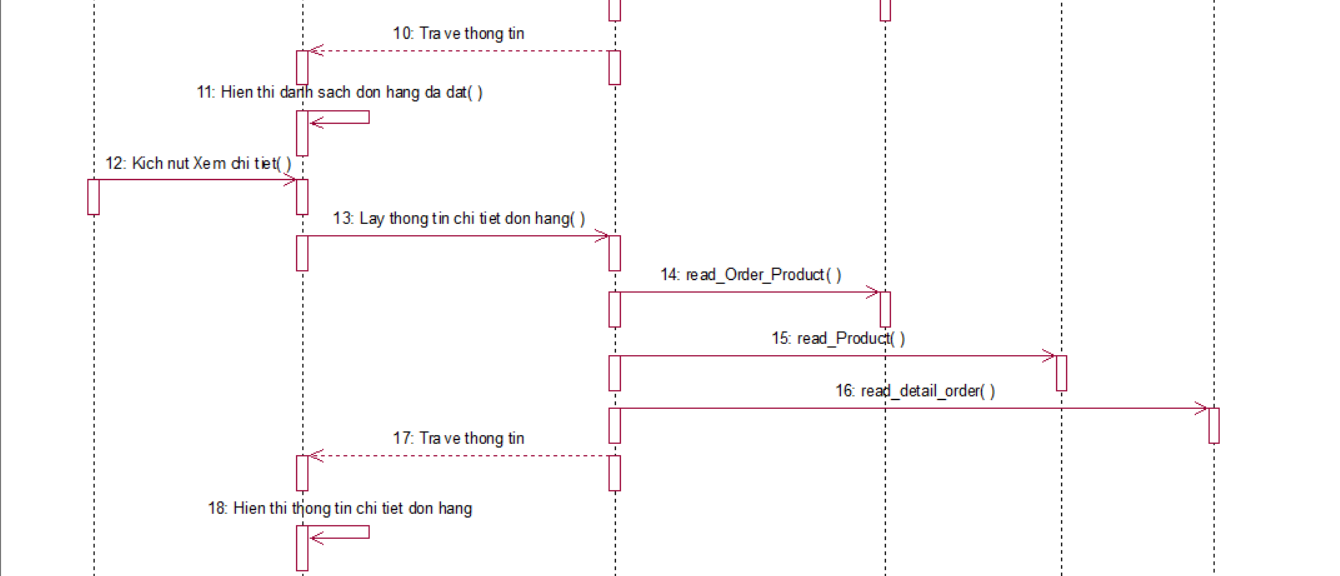 10: Tra ve thong tin
11: Hien thi danh sach don hang da dat( )
12: Kich nut Xem chi tiet( )
13: Lay thong tin chi tiet don hang( )
14: read_Order_Product( )
15: read_Product( )
16: read_detail_order( )
17: Tra ve thong tin
18: Hien thi thong tin chi tiet don hang